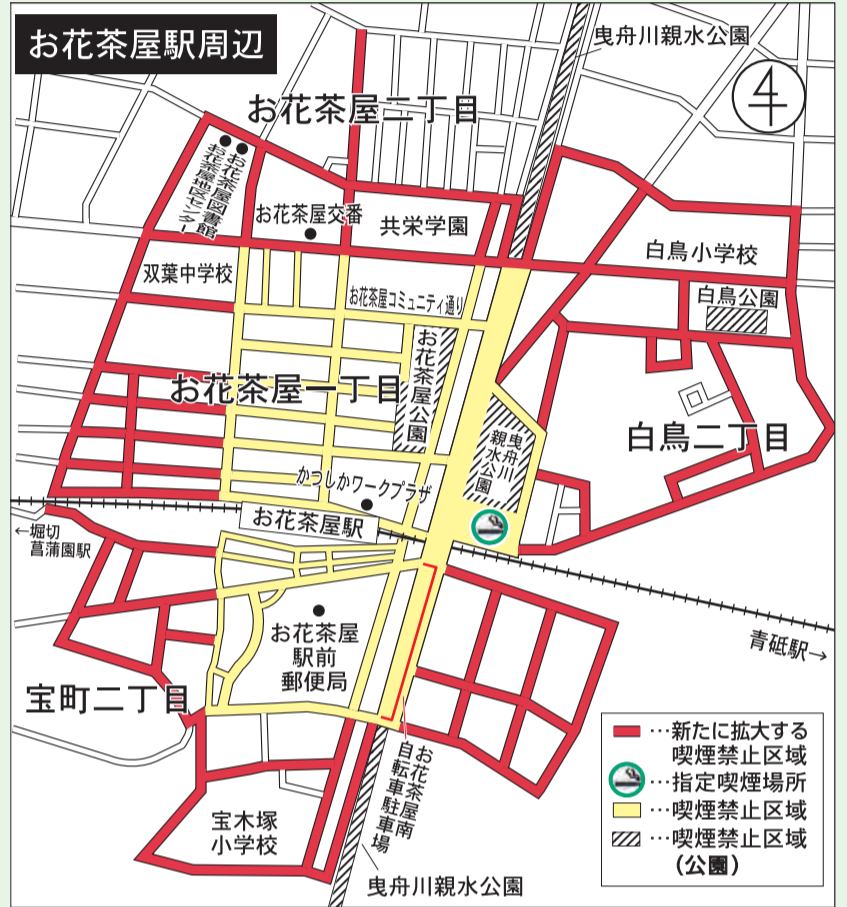 お花茶屋駅周辺
曳舟川親水公園
お花茶屋二丁目
お花茶屋図書館
お花茶屋地区センター
お花茶屋交番
共栄学園
白鳥小学校
双葉中学校
お花茶屋コミュニティ通り
白鳥公園
お花茶屋公園
お花茶屋一丁目
曳舟川
親水公園
白鳥二丁目
かつしかワークプラザ
お花茶屋駅
←堀切
菖蒲園駅
青砥駅→
お花茶屋
駅前
郵便局
宝町二丁目
お花茶屋南
自転車駐車場
宝木塚
小学校
曳舟川親水公園
…新たに拡大する
喫煙禁止区域
…指定喫煙場所
…喫煙禁止区域
…喫煙禁止区域
(公園)